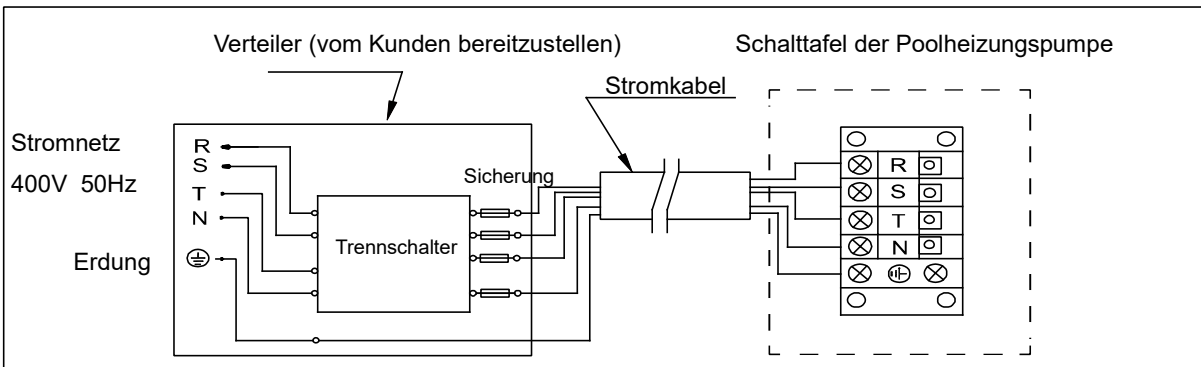 Verteiler (vom Kunden bereitzustellen)
Schalttafel der Poolheizungspumpe
Stromkabel
Stromnetz
400V 50Hz
Erdung
R
S
T
N
Sicherung
Trennschalter
R
S
T
N